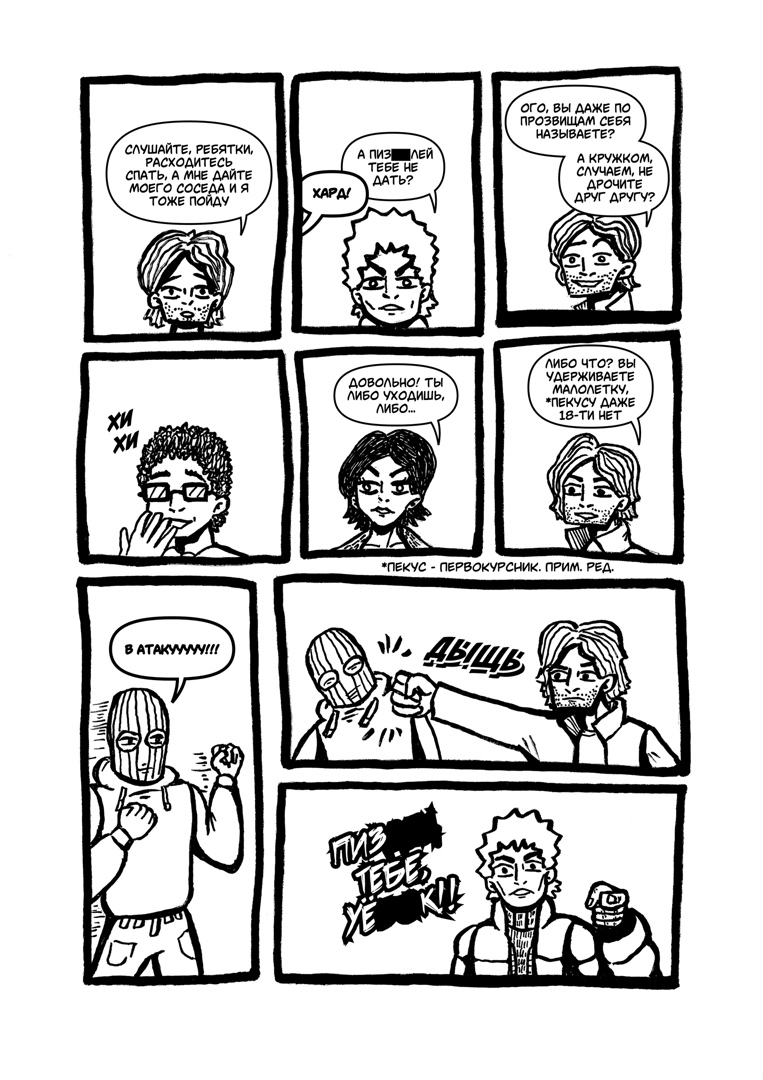 СЛУШАЙТЕ, РЕБЯТКИ,
РАСХОДИТЕСЬ
СПАТЬ, А МНЕ ДАЙТЕ
МОЕГО СОСЕДА И Я
ТОЖЕ ПОЙДУ
А ПИЗ██ЛЕЙ
ТЕБЕ НЕ
ДАТЬ?
ХАРД!
ОГО, ВЫ ДАЖЕ ПО
ПРОЗВИЩАМ СЕБЯ
НАЗЫВАЕТЕ?
А КРУЖКОМ,
СЛУЧАЕМ, НЕ
ДРОЧИТЕ
ДРУГ ДРУГУ?
ХИ
ХИ
ДОВОЛЬНО! ТЫ
ЛИБО УХОДИШЬ,
ЛИБО...
ЛИБО ЧТО? ВЫ
УДЕРЖИВАЕТЕ
МАЛОЛЕТКУ,
*ПЕКУСУ ДАЖЕ
18-ТИ НЕТ
*ПЕКУС - ПЕРВОКУРСНИК. ПРИМ. РЕД.
В АТАКУУУУУ!!!
ДЫЩЬ
ПИЗ███
ТЕБЕ,
УЁ██К!!